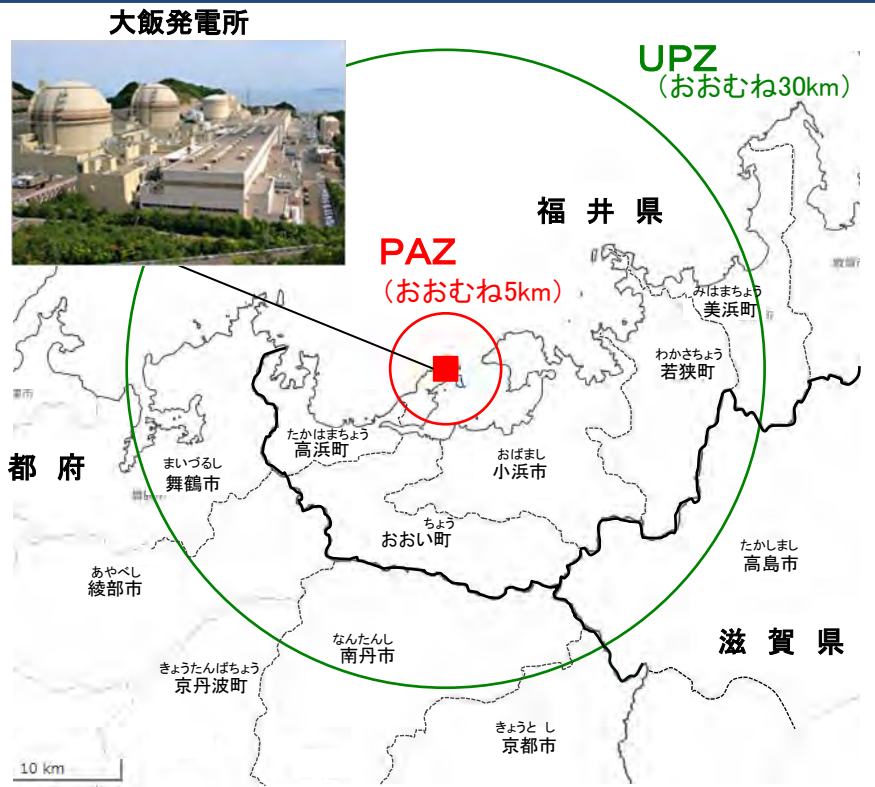 大飯発電所
UPZ
（おおむね30km）
福井県
PAZ
（おおむね5km）
みはまちょう
美浜町
わかさちょう
若狭町
たかはまちょう
高浜町
おばまし
小浜市
都府
まいづるし
舞鶴市
ちょう
おおい町
たかしまし
高島市
あやべし
綾部市
なんたんし
南丹市
滋賀県
きょうたんばちょう
京丹波町
きょうと し
京都市
10 km